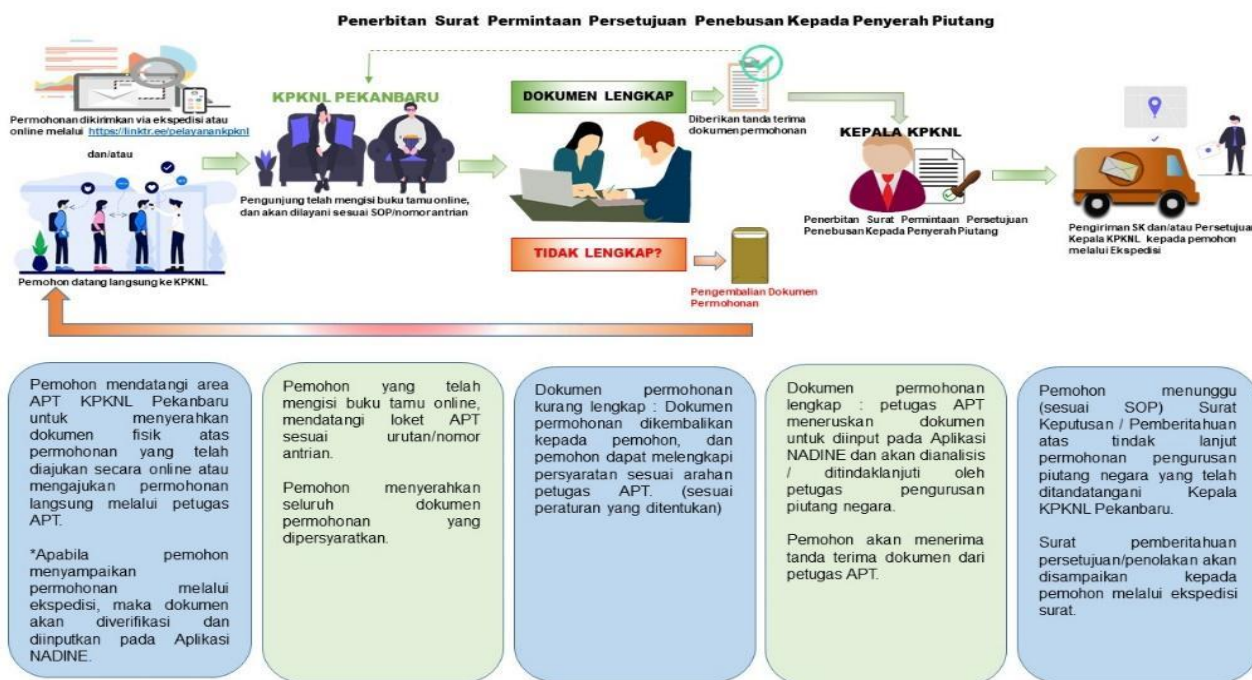 Penerbitan Surat Permintaan Persetujuan Penebusan Kepada Penyerah Piutang
Permohonan dikirimkan via ekspedisi atau
online melalui https://linktr.ee/pelayanankpknl
dan/atau
Pemohon datang langsung ke KPKNL
KPKNL PEKANBARU
Pengunjung telah mengisi buku tamu online,
dan akan dilayani sesuai SOP/nomor antrian
DOKUMEN LENGKAP
Diberikan tanda terima
dokumen permohonan
TIDAK LENGKAP?
Pengembalian Dokumen
Permohonan
KEPALA KPKNL
Penerbitan Surat Permintaan Persetujuan
Penebusan Kepada Penyerah Piutang
Pengiriman SK dan/atau Persetujuan
Kepala KPKNL kepada pemohon
melalui Ekspedisi
Pemohon mendatangi area
APT KPKNL Pekanbaru
untuk menyerahkan
dokumen fisik atas
permohonan yang telah
diajukan secara online atau
mengajukan permohonan
langsung melalui petugas
APT.
*Apabila pemohon
menyampaikan
permohonan melalui
ekspedisi, maka dokumen
akan diverifikasi dan
diinputkan pada Aplikasi
NADINE.
Pemohon yang telah
mengisi buku tamu online,
mendatangi loket APT
sesuai urutan/nomor
antrian.
Pemohon menyerahkan
seluruh dokumen
permohonan yang
dipersyaratkan.
Dokumen permohonan
kurang lengkap : Dokumen
permohonan dikembalikan
kepada pemohon, dan
pemohon dapat melengkapi
persyaratan sesuai arahan
petugas APT. (sesuai
peraturan yang ditentukan)
Dokumen permohonan
lengkap : petugas APT
meneruskan dokumen
untuk diinput pada Aplikasi
NADINE dan akan dianalisis
/ ditindaklanjuti oleh
petugas pengurusan
piutang negara.
Pemohon akan menerima
tanda terima dokumen dari
petugas APT.
Pemohon menunggu
(sesuai SOP) Surat
Keputusan / Pemberitahuan
atas tindak lanjut
permohonan pengurusan
piutang negara yang telah
ditandatangani Kepala
KPKNL Pekanbaru.
Surat pemberitahuan
persetujuan/penolakan akan
disampaikan kepada
pemohon melalui ekspedisi
surat.